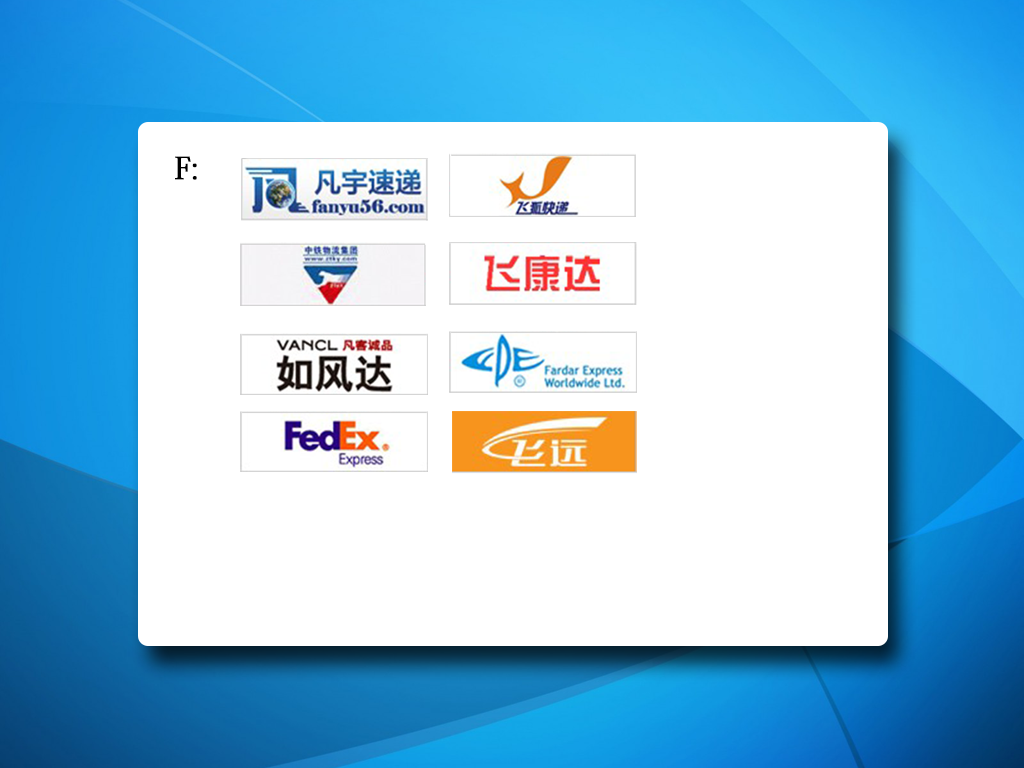 F:
凡宇速递
fanyu56.com
飞狐快递
中铁物流集团
www.ztky.com
飞康达
VANCL 凡客诚品
如风达
Fardar Express
Worldwide Ltd.
FedEx
Express
飞远